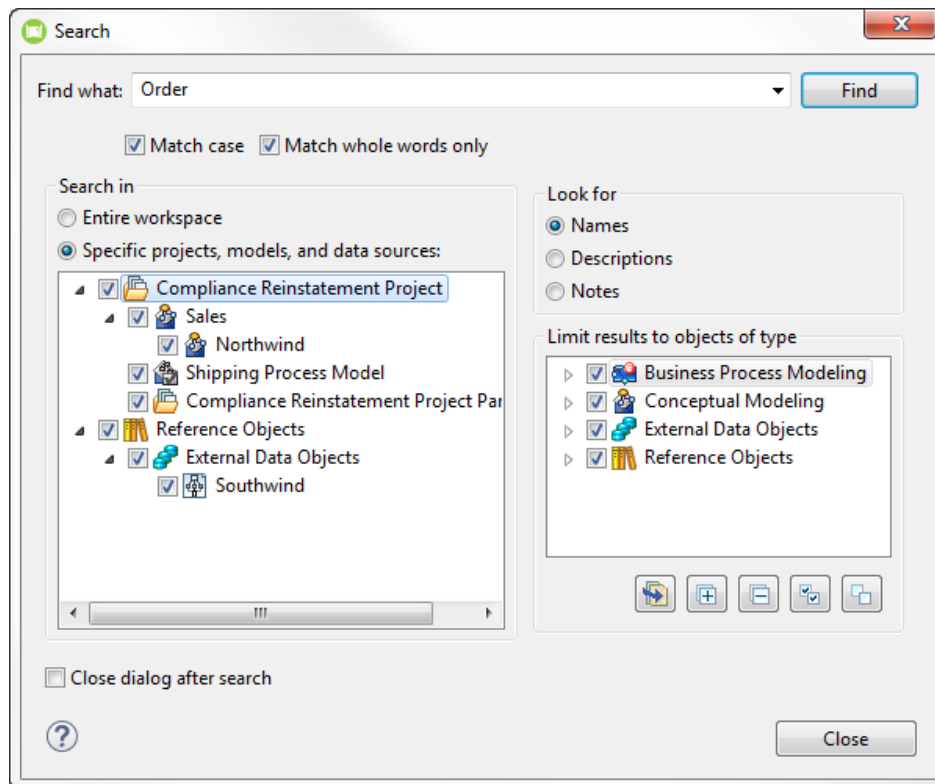 Search
Find what: Order Find
Match case Match whole words only
Search in
Entire workspace
Specific projects, models, and data sources:
Compliance Reinstatement Project
Sales
Northwind
Shipping Process Model
Compliance Reinstatement Project Par
Reference Objects
External Data Objects
Southwind
Look for
Names
Descriptions
Notes
Limit results to objects of type
Business Process Modeling
Conceptual Modeling
External Data Objects
Reference Objects
Close dialog after search
Close